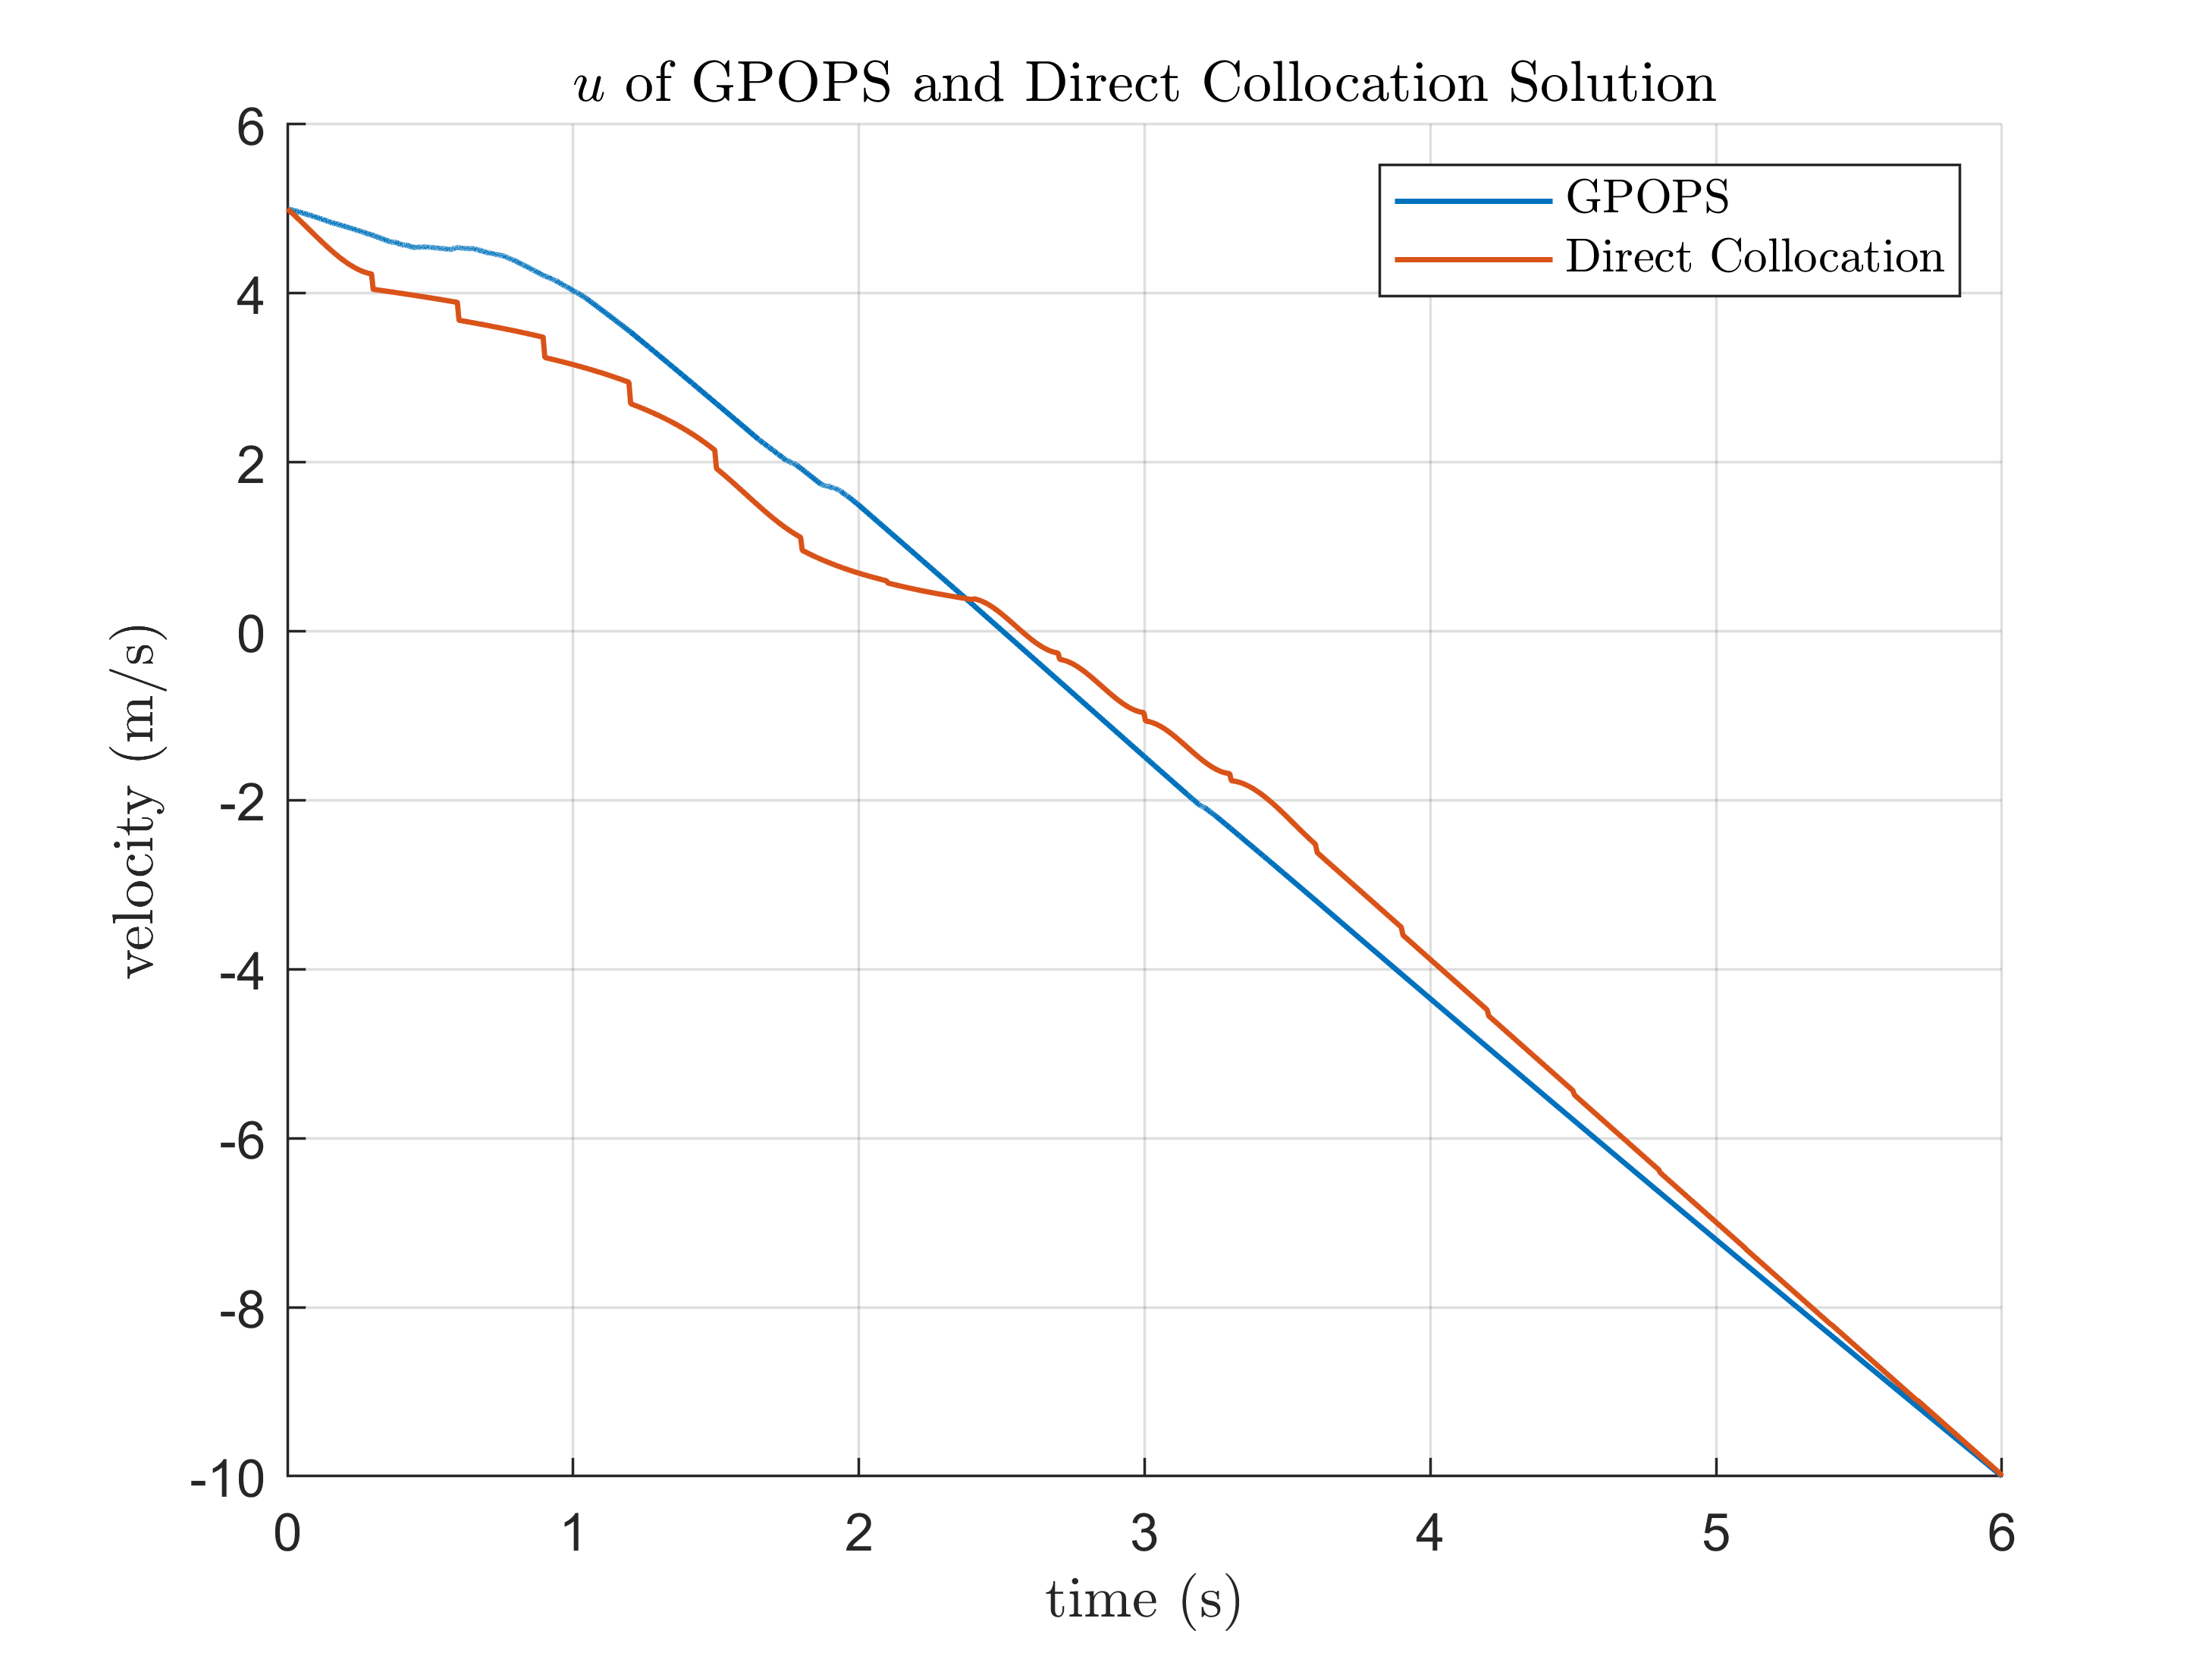 u of GPOPS and Direct Collocation Solution
6
4
2
0
-2
-4
-6
-8
-10
velocity (m/s)
GPOPS
Direct Collocation
0 1 2 3 4 5 6
time (s)